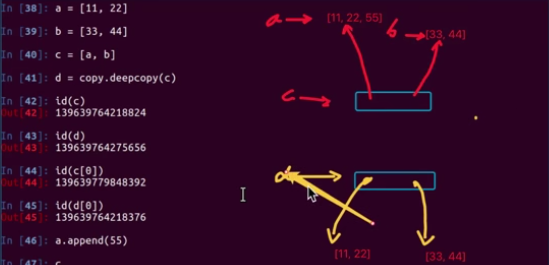 In [38]: a = [11, 22]
In [39]: b = [33, 44]
In [40]: c = [a, b]
In [41]: d = copy.deepcopy(c)
In [42]: id(c)
Out[42]: 139639764218824
In [43]: id(d)
Out[43]: 139639764275656
In [44]: id(c[0])
Out[44]: 139639779848392
In [45]: id(d[0])
Out[45]: 139639764218376
In [46]: a.append(55)
In [47]: c
a [11, 22, 55]
b [33, 44]
c
d
[11, 22]
[33, 44]